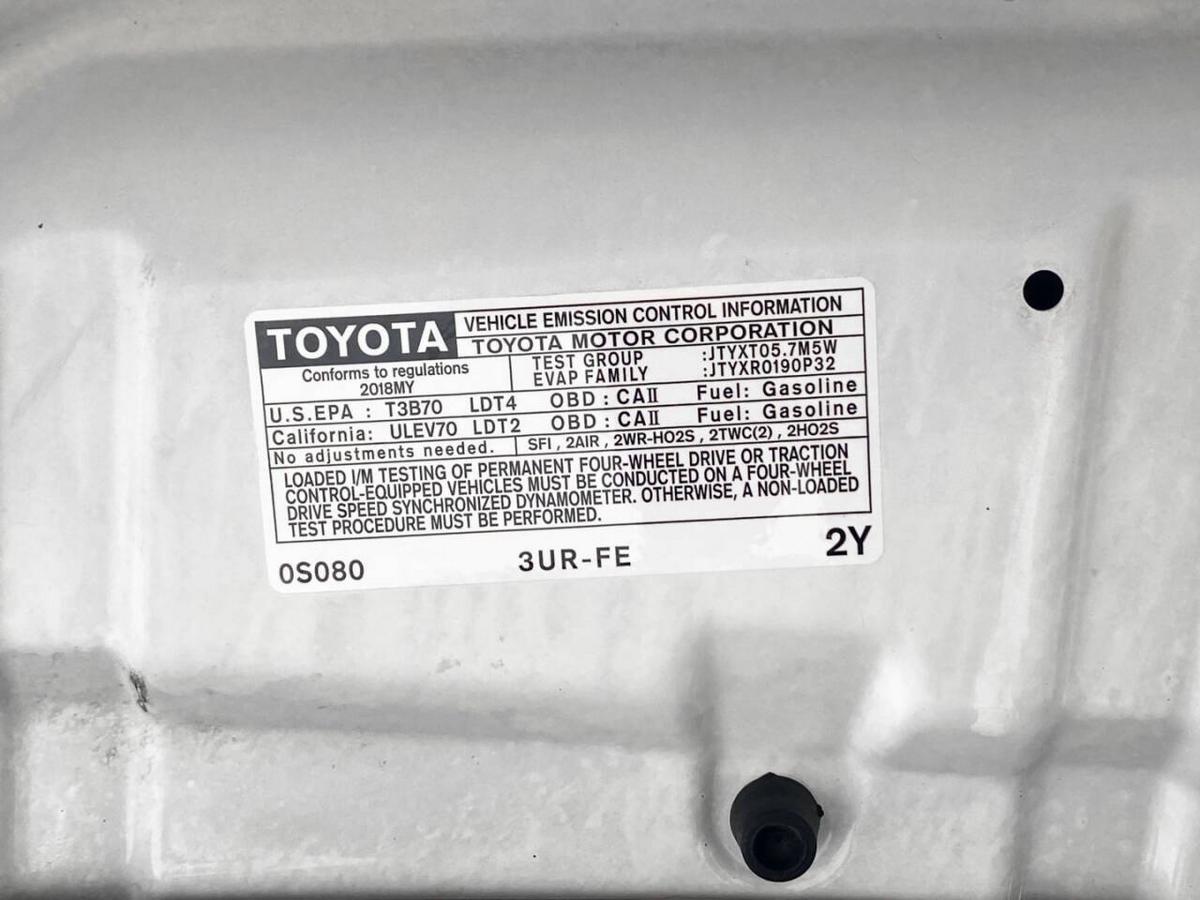 TOYOTA VEHICLE EMISSION CONTROL INFORMATION
TOYOTA MOTOR CORPORATION
Conforms to regulations
2018MY
TEST GROUP :JTYXT05.7M5W
EVAP FAMILY :JTYXR0190P32
U.S.EPA : T3B70 LDT4 OBD : CAII Fuel: Gasoline
California: ULEV70 LDT2 OBD : CAII Fuel: Gasoline
No adjustments needed. SFI , 2AIR , 2WR-HO2S , 2TWC(2) , 2HO2S
LOADED I/M TESTING OF PERMANENT FOUR-WHEEL DRIVE OR TRACTION
CONTROL-EQUIPPED VEHICLES MUST BE CONDUCTED ON A FOUR-WHEEL
DRIVE SPEED SYNCHRONIZED DYNAMOMETER. OTHERWISE, A NON-LOADED
TEST PROCEDURE MUST BE PERFORMED.
0S080 3UR-FE 2Y